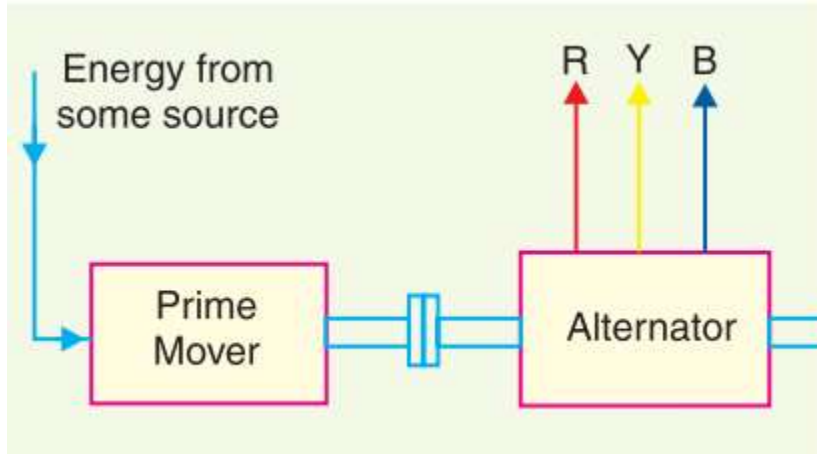 Energy from
some source
R Y B
Prime
Mover
Alternator